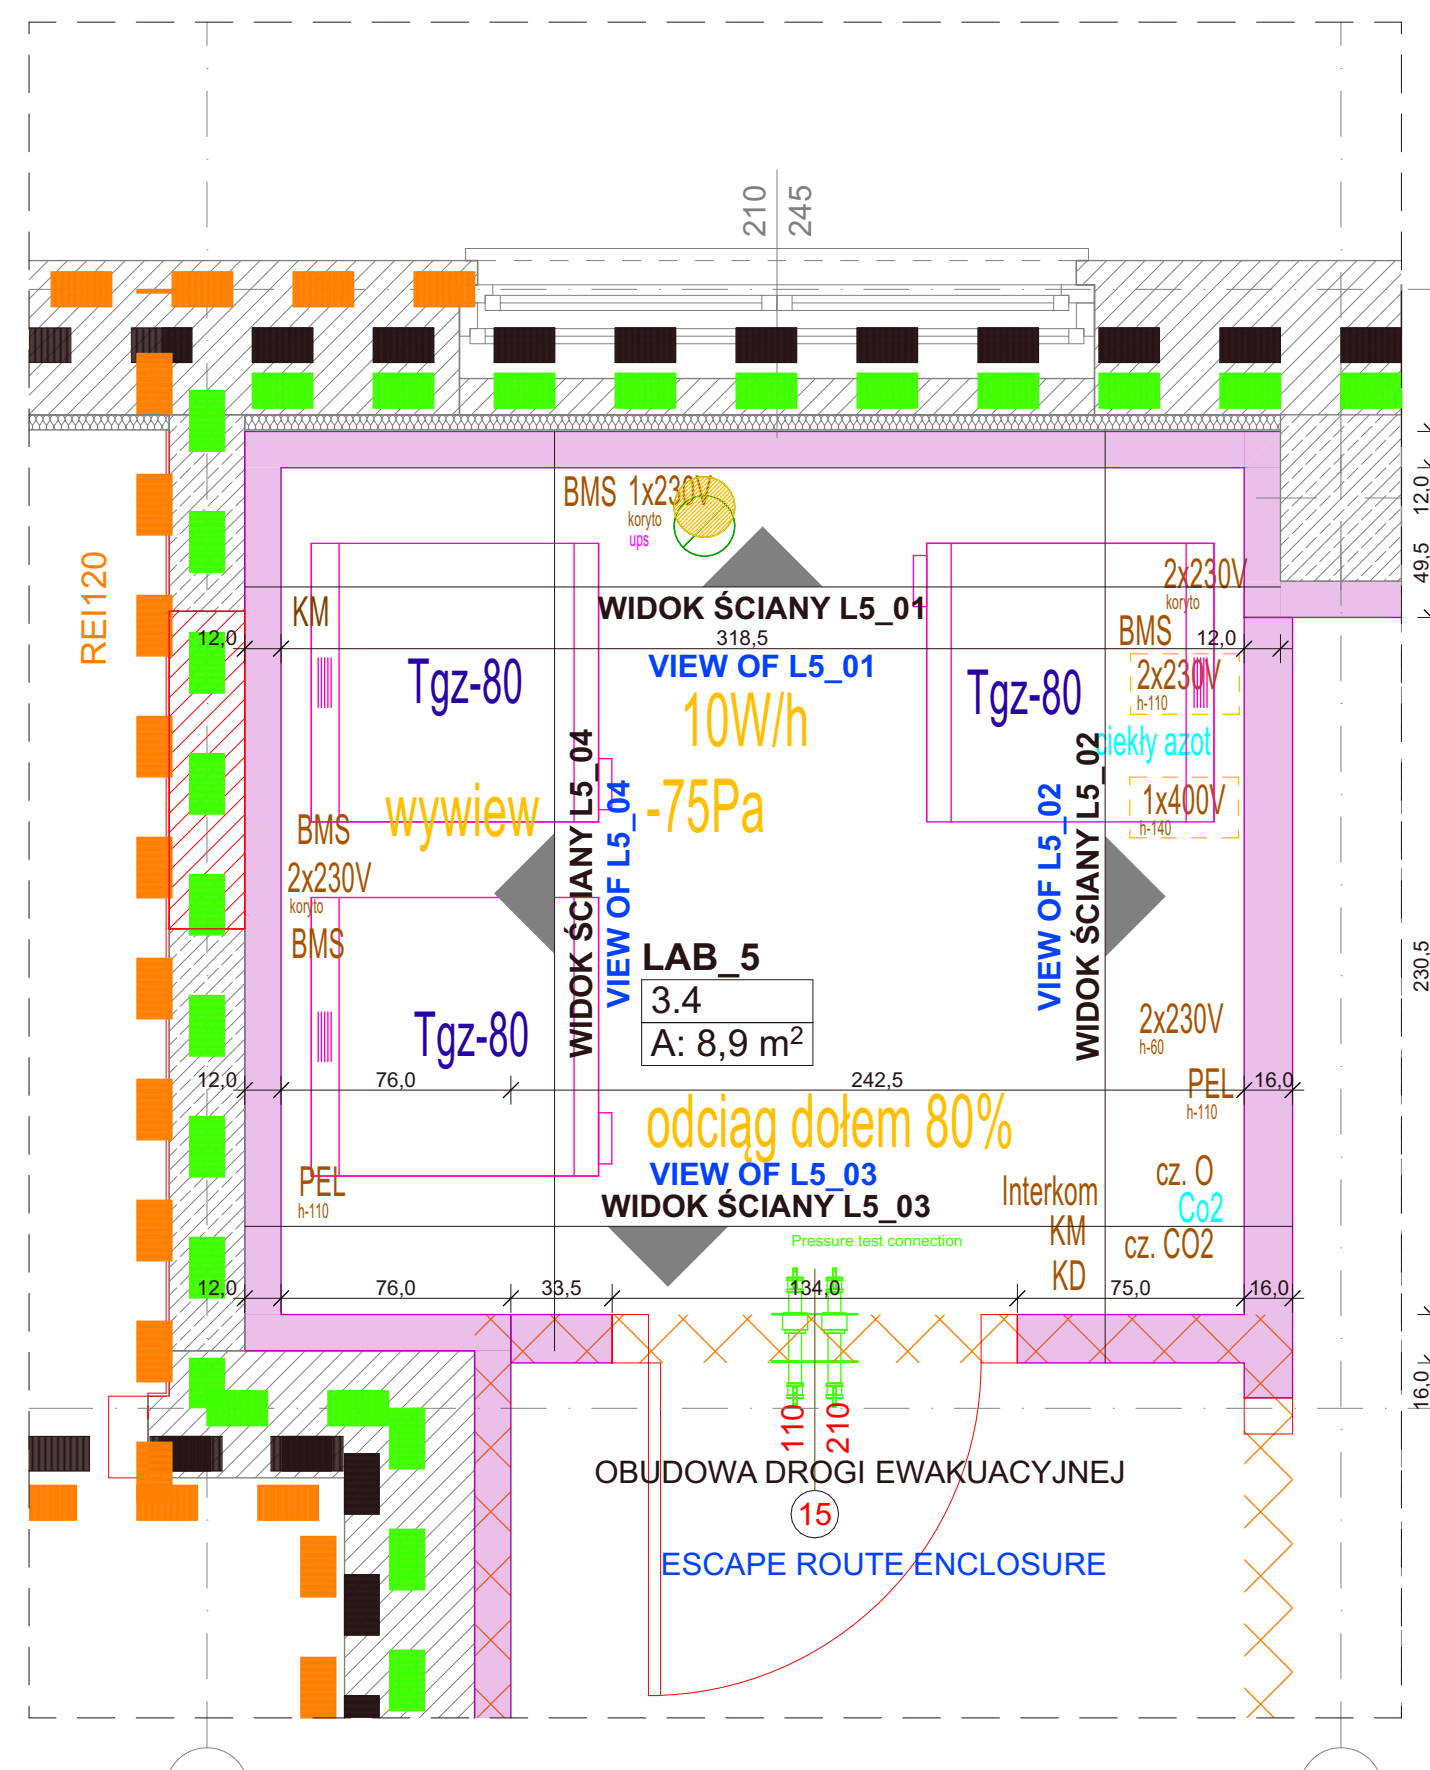 210
245
REI120
BMS 1x230V
koryto
ups
12,0
49,5
2x230V
koryto
KM
WIDOK ŚCIANY L5_01
BMS
12,0
318,5
12,0
VIEW OF L5_01
Tgz-80
Tgz-80
2x230V
h-110
10W/h
ciekły azot
WIDOK ŚCIANY L5_04
VIEW OF L5_04
VIEW OF L5_02
WIDOK ŚCIANY L5_02
wywiew
-75Pa
1x400V
h-140
BMS
2x230V
koryto
BMS
LAB_5
3.4
A: 8,9 m²
230,5
Tgz-80
2x230V
h-60
12,0
76,0
242,5
16,0
PEL
h-110
odciąg dołem 80%
VIEW OF L5_03
WIDOK ŚCIANY L5_03
PEL
h-110
Interkom
KM
KD
cz. O
Co2
cz. CO2
Pressure test connection
12,0
76,0
33,5
134,0
75,0
16,0
16,0
110
210
OBUDOWA DROGI EWAKUACYJNEJ
15
ESCAPE ROUTE ENCLOSURE